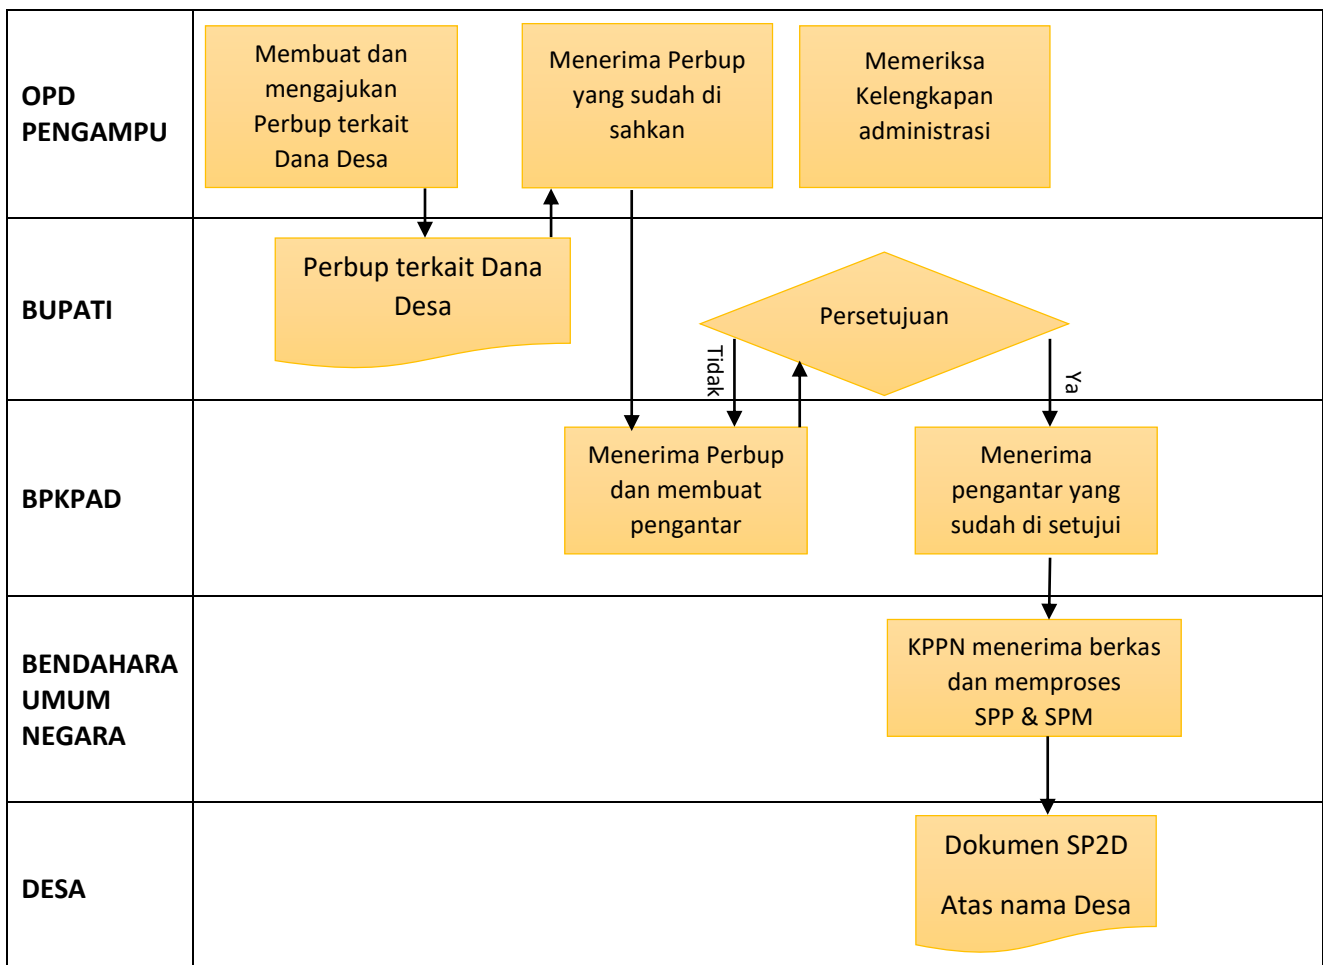 OPD
PENGAMPU
Membuat dan
mengajukan
Perbup terkait
Dana Desa
Menerima Perbup
yang sudah di
sahkan
Memeriksa
Kelengkapan
administrasi
BUPATI
Perbup terkait Dana
Desa
Persetujuan
Tidak
Ya
BPKPAD
Menerima Perbup
dan membuat
pengantar
Menerima
pengantar yang
sudah di setujui
BENDAHARA
UMUM
NEGARA
KPPN menerima berkas
dan memproses
SPP & SPM
DESA
Dokumen SP2D
Atas nama Desa